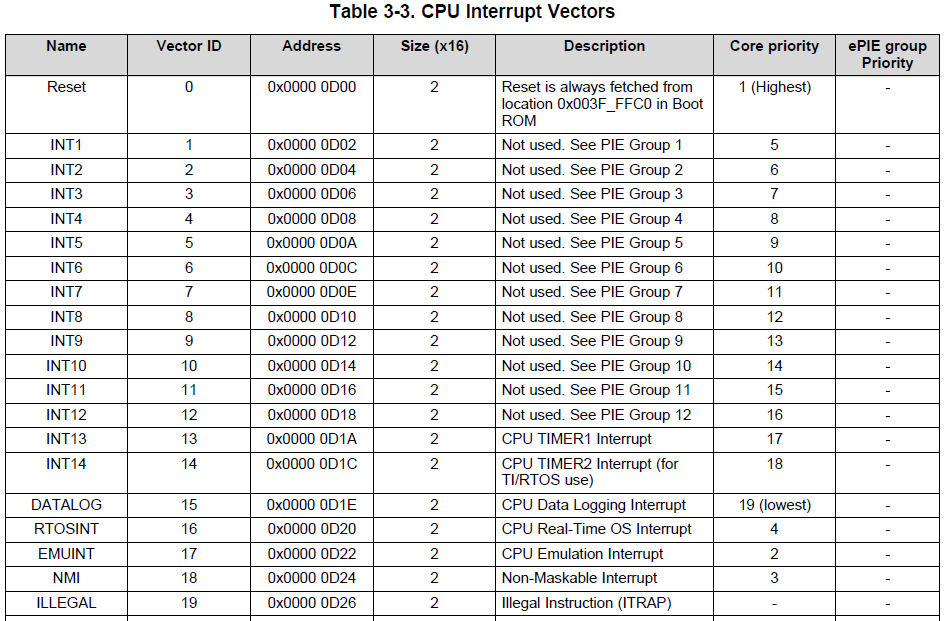 Table 3-3. CPU Interrupt Vectors
Name Vector ID Address Size (x16) Description Core priority ePIE group
Priority
Reset 0 0x0000 0D00 2 Reset is always fetched from 1 (Highest) -
location 0x003F_FFC0 in Boot
ROM
INT1 1 0x0000 0D02 2 Not used. See PIE Group 1 5 -
INT2 2 0x0000 0D04 2 Not used. See PIE Group 2 6 -
INT3 3 0x0000 0D06 2 Not used. See PIE Group 3 7 -
INT4 4 0x0000 0D08 2 Not used. See PIE Group 4 8 -
INT5 5 0x0000 0D0A 2 Not used. See PIE Group 5 9 -
INT6 6 0x0000 0D0C 2 Not used. See PIE Group 6 10 -
INT7 7 0x0000 0D0E 2 Not used. See PIE Group 7 11 -
INT8 8 0x0000 0D10 2 Not used. See PIE Group 8 12 -
INT9 9 0x0000 0D12 2 Not used. See PIE Group 9 13 -
INT10 10 0x0000 0D14 2 Not used. See PIE Group 10 14 -
INT11 11 0x0000 0D16 2 Not used. See PIE Group 11 15 -
INT12 12 0x0000 0D18 2 Not used. See PIE Group 12 16 -
INT13 13 0x0000 0D1A 2 CPU TIMER1 Interrupt 17 -
INT14 14 0x0000 0D1C 2 CPU TIMER2 Interrupt (for 18 -
TI/RTOS use)
DATALOG 15 0x0000 0D1E 2 CPU Data Logging Interrupt 19 (lowest) -
RTOSINT 16 0x0000 0D20 2 CPU Real-Time OS Interrupt 4 -
EMUINT 17 0x0000 0D22 2 CPU Emulation Interrupt 2 -
NMI 18 0x0000 0D24 2 Non-Maskable Interrupt 3 -
ILLEGAL 19 0x0000 0D26 2 Illegal Instruction (ITRAP) - -